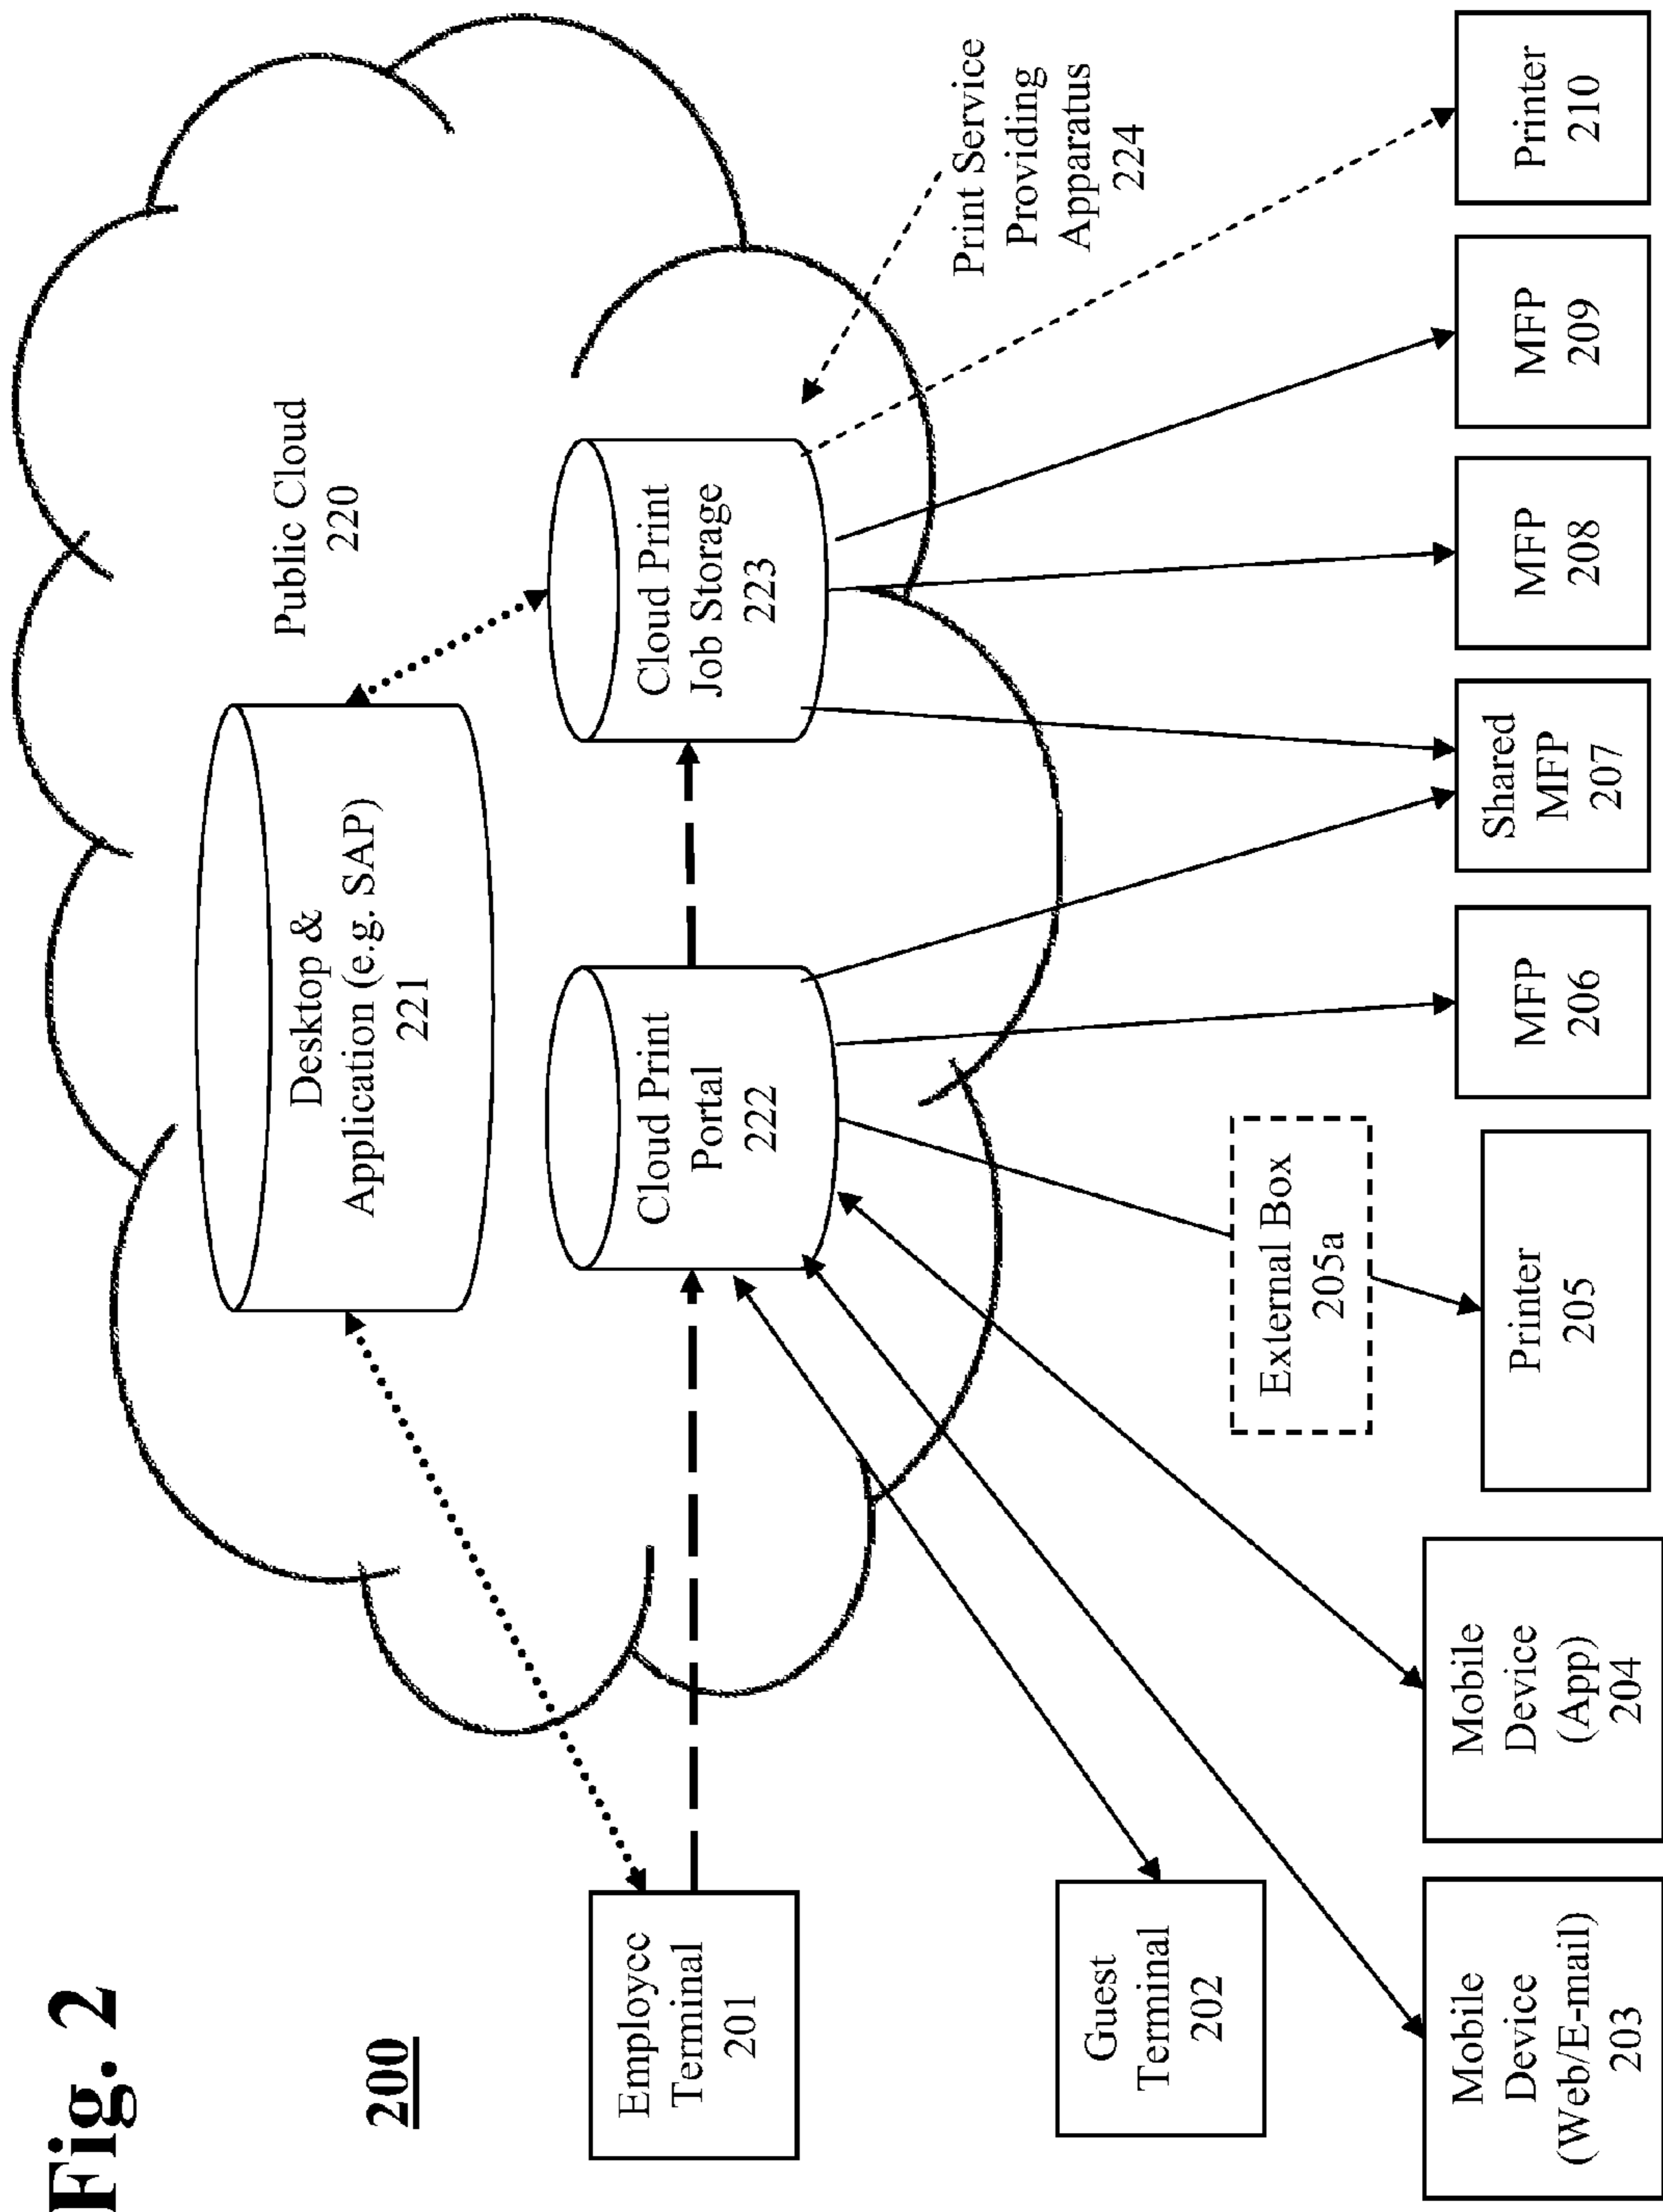 Fig. 2
200
Public Cloud
220
Desktop &
Application (e.g. SAP)
221
Employcc
Terminal
201
Cloud Print
Portal
222
Cloud Print
Job Storage
223
Print Service
Providing
Apparatus
224
Guest
Terminal
202
External Box
205a
Mobile
Device
(Web/E-mail)
203
Mobile
Device
(App)
204
Printer
205
MFP
206
Shared
MFP
207
MFP
208
MFP
209
Printer
210